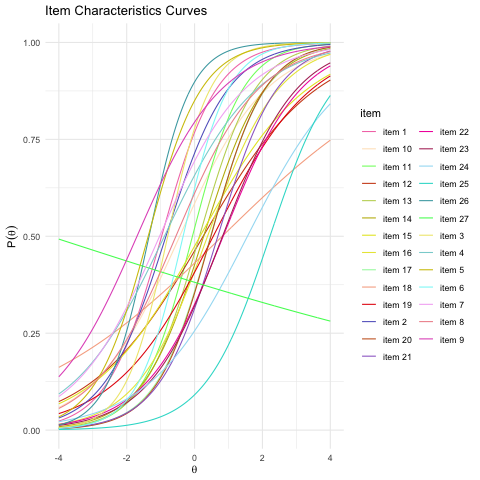 Item Characteristics Curves
1.00
0.75
0.50
0.25
0.00
P(θ)
-4 -2 0 2 4
θ
item
item 1 item 22
item 10 item 23
item 11 item 24
item 12 item 25
item 13 item 26
item 14 item 27
item 15 item 3
item 16 item 4
item 17 item 5
item 18 item 6
item 19 item 7
item 2 item 8
item 20 item 9
item 21